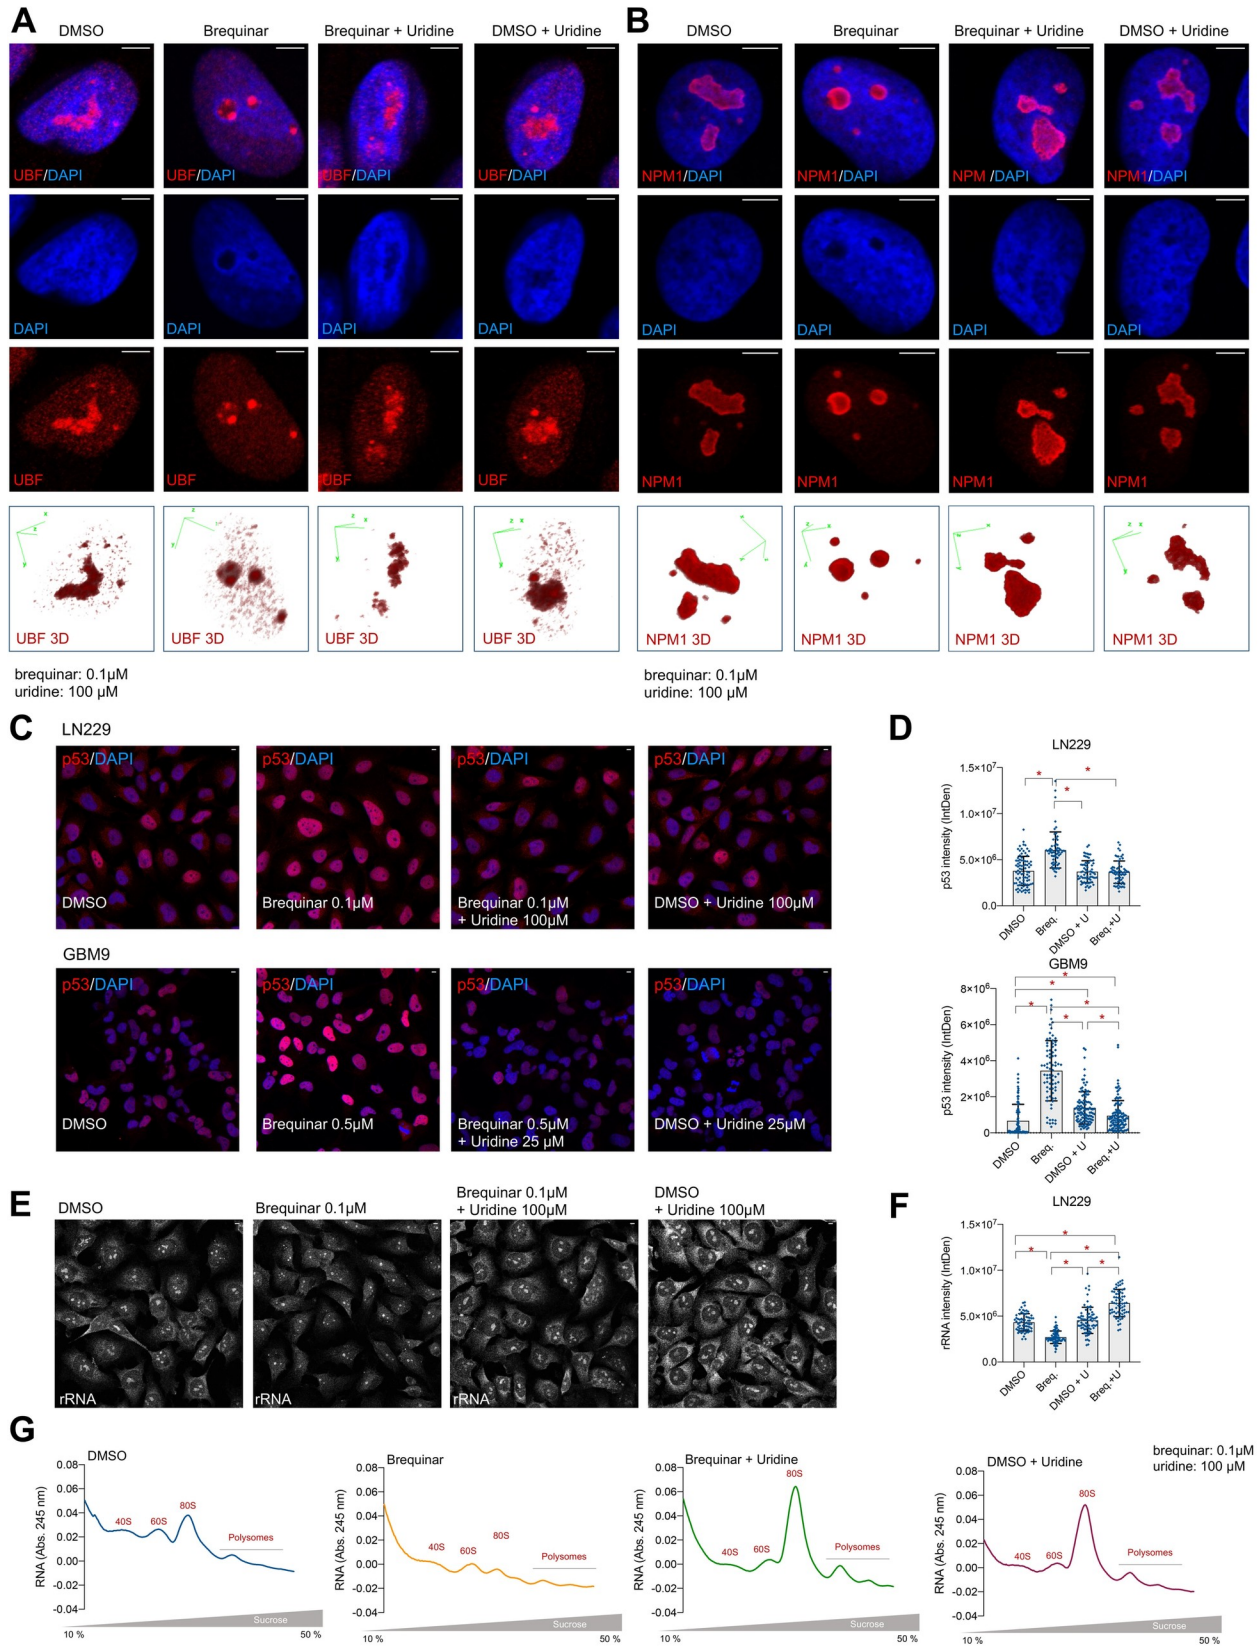 A
DMSO
Brequinar
Brequinar + Uridine
DMSO + Uridine
UBF/DAPI
UBF/DAPI
UBF/DAPI
UBF/DAPI
DAPI
DAPI
DAPI
DAPI
UBF
UBF
UBF
UBF
UBF 3D
UBF 3D
UBF 3D
UBF 3D
brequinar: 0.1µM
uridine: 100 µM
B
DMSO
Brequinar
Brequinar + Uridine
DMSO + Uridine
NPM1/DAPI
NPM1/DAPI
NPM /DAPI
NPM1/DAPI
DAPI
DAPI
DAPI
DAPI
NPM1
NPM1
NPM1
NPM1
NPM1 3D
NPM1 3D
NPM1 3D
NPM1 3D
brequinar: 0.1µM
uridine: 100 µM
C
LN229
p53/DAPI
p53/DAPI
p53/DAPI
p53/DAPI
DMSO
Brequinar 0.1µM
Brequinar 0.1µM
+ Uridine 100µM
DMSO + Uridine 100µM
GBM9
p53/DAPI
p53/DAPI
p53/DAPI
p53/DAPI
DMSO
Brequinar 0.5µM
Brequinar 0.5µM
+ Uridine 25 µM
DMSO + Uridine 25µM
D
LN229
p53 intensity (IntDen)
1.5×10⁷
1.0×10⁷
5.0×10⁶
0.0
* * *
DMSO
Breq.
DMSO + U
Breq.+U
GBM9
p53 intensity (IntDen)
8×10⁶
6×10⁶
4×10⁶
2×10⁶
0
* * * * * *
DMSO
Breq.
DMSO + U
Breq.+U
E
DMSO
Brequinar 0.1µM
Brequinar 0.1µM
+ Uridine 100µM
DMSO
+ Uridine 100µM
rRNA
rRNA
rRNA
F
LN229
rRNA intensity (IntDen)
1.5×10⁷
1.0×10⁷
5.0×10⁶
0.0
* * * * *
DMSO
Breq.
DMSO + U
Breq.+U
G
DMSO
RNA (Abs. 245 nm)
0.08
0.06
0.04
0.02
0.00
-0.02
-0.04
40S
60S
80S
Polysomes
Sucrose
10 %
50 %
Brequinar
RNA (Abs. 245 nm)
0.08
0.06
0.04
0.02
0.00
-0.02
-0.04
40S
60S
80S
Polysomes
Sucrose
10 %
50 %
Brequinar + Uridine
RNA (Abs. 245 nm)
0.08
0.06
0.04
0.02
0.00
-0.02
-0.04
40S
60S
80S
Polysomes
Sucrose
10 %
50 %
DMSO + Uridine
RNA (Abs. 245 nm)
0.08
0.06
0.04
0.02
0.00
-0.02
-0.04
40S
60S
80S
Polysomes
Sucrose
10 %
50 %
brequinar: 0.1µM
uridine: 100 µM